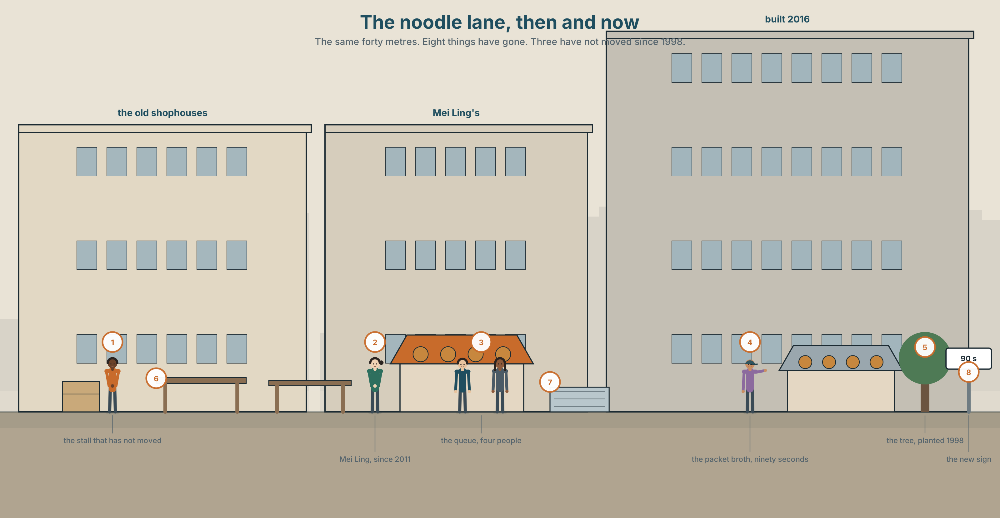 The noodle lane, then and now
The same forty metres. Eight things have gone. Three have not moved since 1998.
built 2016
the old shophouses
Mei Ling's
1
2
3
4
5
6
7
90 s
8
the stall that has not moved
the queue, four people
the tree, planted 1998
Mei Ling, since 2011
the packet broth, ninety seconds
the new sign